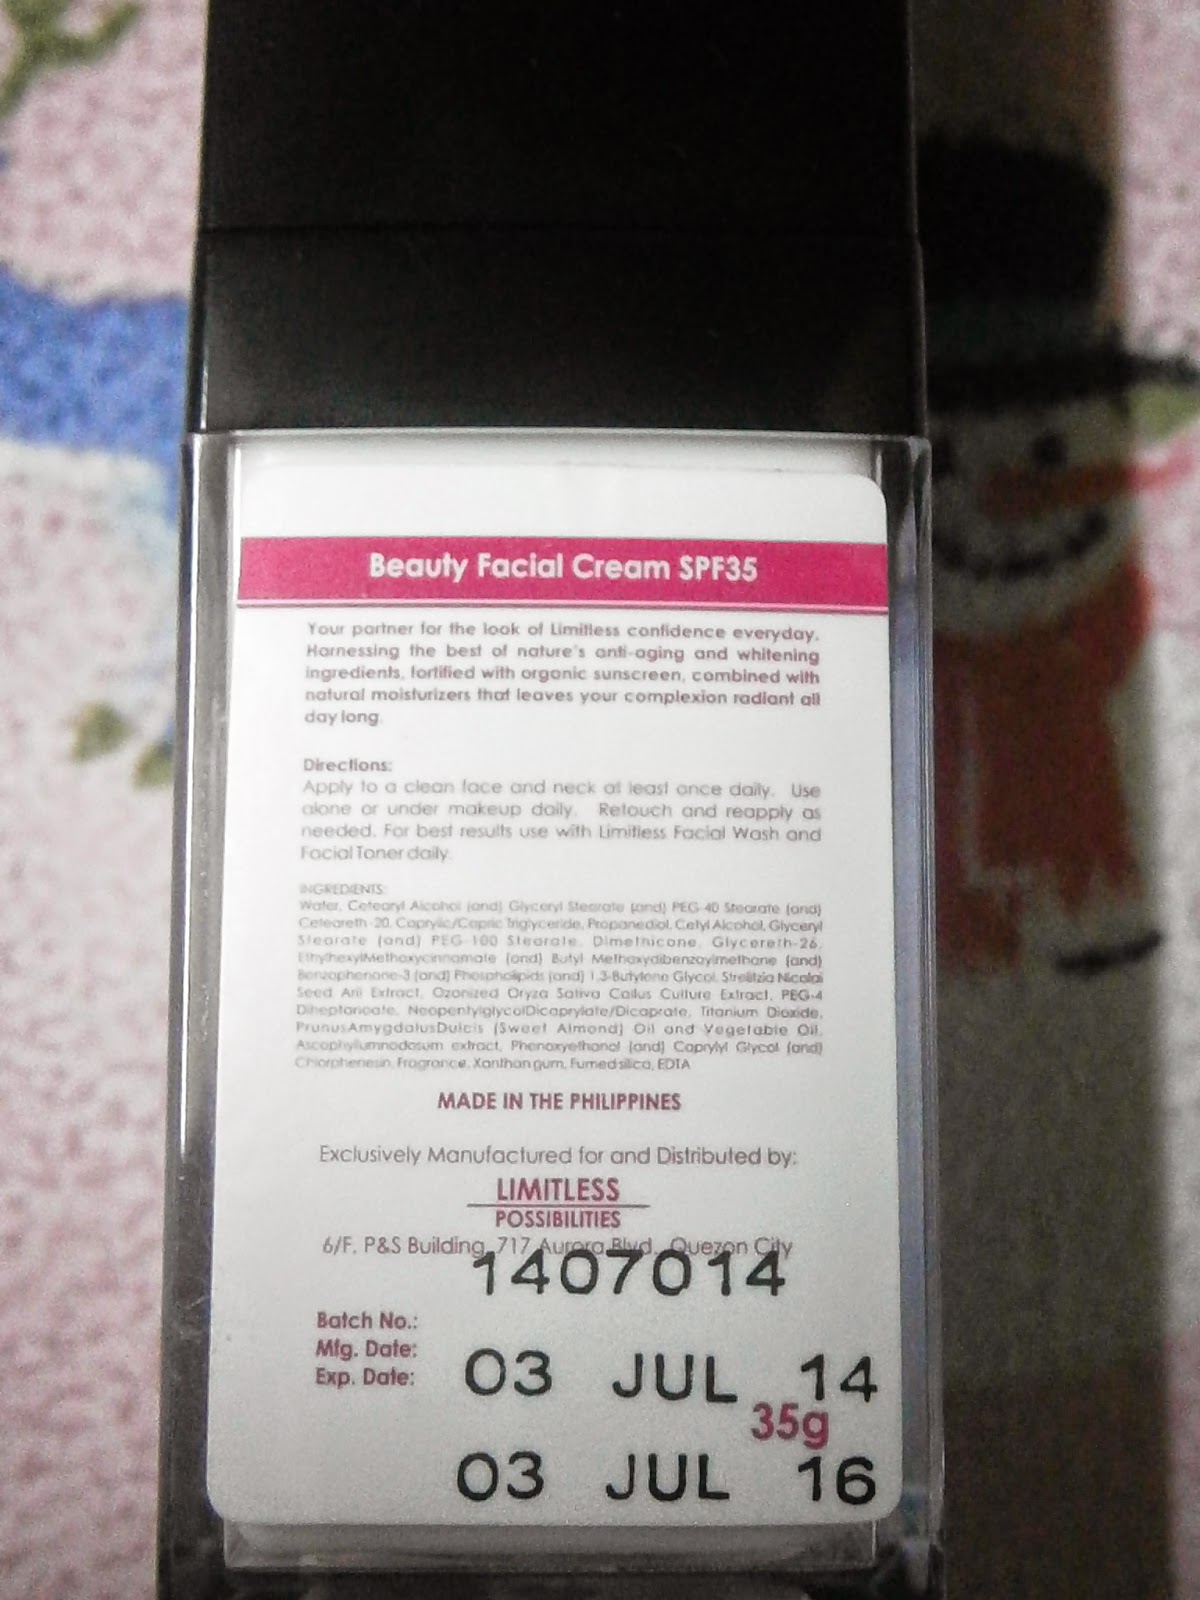 Beauty Facial Cream SPF35
Your partner for the look of Limitless confidence everyday.
Harnessing the best of nature's anti-aging and whitening
ingredients, fortified with organic sunscreen, combined with
natural moisturizers that leaves your complexion radiant all
day long.
Directions:
Apply to a clean face and neck at least once daily. Use
alone or under makeup daily. Retouch and reapply as
needed. For best results use with Limitless Facial Wash and
Facial Toner daily.
INGREDIENTS:
Water, Cetearyl Alcohol (and) Glyceryl Stearate (and) PEG-40 Stearate (and)
Ceteareth-20, Caprylic/Capric Triglyceride, Propanediol, Cetyl Alcohol, Glyceryl
Stearate (and) PEG-100 Stearate, Dimethicone, Glycereth-26,
EthylhexylMethoxycinnamate (and) Butyl Methoxydibenzoylmethane (and)
Benzophenone-3 (and) Phospholipids (and) 1,3-Butylene Glycol, Strelitzia Nicolai
Seed Aril Extract, Ozonized Oryza Sativa Callus Culture Extract, PEG-4
Diheptanoate, NeopentylglycolDicaprylate/Dicaprate, Titanium Dioxide,
PrunusAmygdalusDulcis (Sweet Almond) Oil and Vegetable Oil,
Ascophyllumnodosum extract, Phenoxyethanol (and) Caprylyl Glycol (and)
Chlorphenesin, Fragrance, Xanthan gum, Fumed silica, EDTA
MADE IN THE PHILIPPINES
Exclusively Manufactured for and Distributed by:
LIMITLESS
POSSIBILITIES
6/F, P&S Building, 717 Aurora Blvd., Quezon City
1407014
Batch No.:
Mfg. Date: 03 JUL 14
Exp. Date:
35g
03 JUL 16